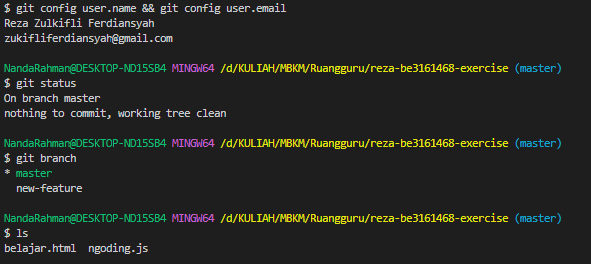 $ git config user.name && git config user.email
Reza Zulkifli Ferdiansyah
zukifliferdiansyah@gmail.com
NandaRahman@DESKTOP-ND15SB4 MINGW64 /d/KULIAH/MBKM/Ruangguru/reza-be3161468-exercise (master)
$ git status
On branch master
nothing to commit, working tree clean
NandaRahman@DESKTOP-ND15SB4 MINGW64 /d/KULIAH/MBKM/Ruangguru/reza-be3161468-exercise (master)
$ git branch
* master
  new-feature
NandaRahman@DESKTOP-ND15SB4 MINGW64 /d/KULIAH/MBKM/Ruangguru/reza-be3161468-exercise (master)
$ ls
belajar.html  ngoding.js